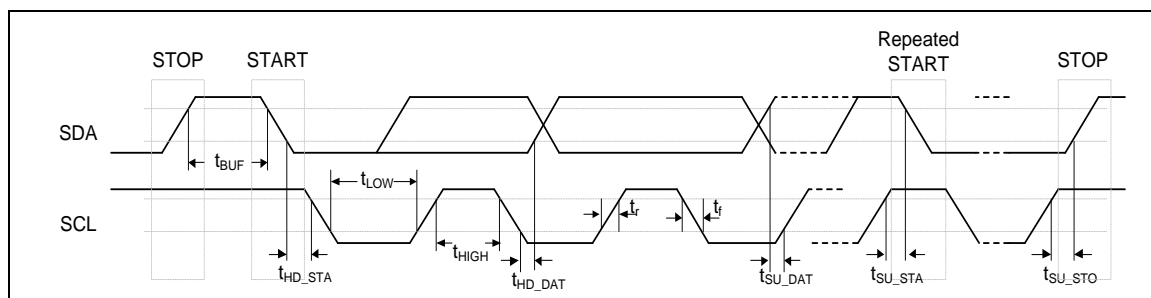 STOP
START
Repeated
START
STOP
SDA
tBUF
tLOW
SCL
tr
tf
tHIGH
tHD_STA
tHD_DAT
tSU_DAT
tSU_STA
tSU_STO